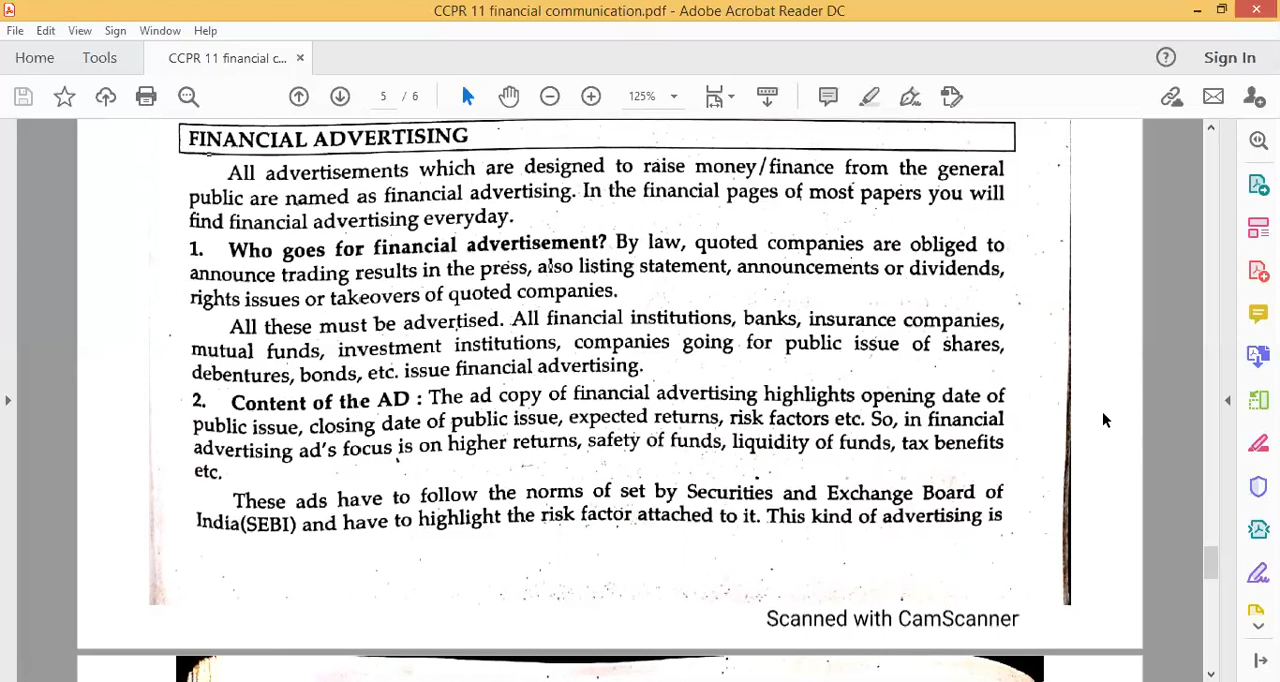 CCPR 11 financial communication.pdf - Adobe Acrobat Reader DC
File Edit View Sign Window Help
Home Tools CCPR 11 financial c... × Sign In
5 / 6 125%
FINANCIAL ADVERTISING
All advertisements which are designed to raise money/finance from the general
public are named as financial advertising. In the financial pages of most papers you will
find financial advertising everyday.
1. Who goes for financial advertisement? By law, quoted companies are obliged to
announce trading results in the press, also listing statement, announcements or dividends,
rights issues or takeovers of quoted companies.
All these must be advertised. All financial institutions, banks, insurance companies,
mutual funds, investment institutions, companies going for public issue of shares,
debentures, bonds, etc. issue financial advertising.
2. Content of the AD : The ad copy of financial advertising highlights opening date of
public issue, closing date of public issue, expected returns, risk factors etc. So, in financial
advertising ad's focus is on higher returns, safety of funds, liquidity of funds, tax benefits
etc.
These ads have to follow the norms of set by Securities and Exchange Board of
India(SEBI) and have to highlight the risk factor attached to it. This kind of advertising is
Scanned with CamScanner